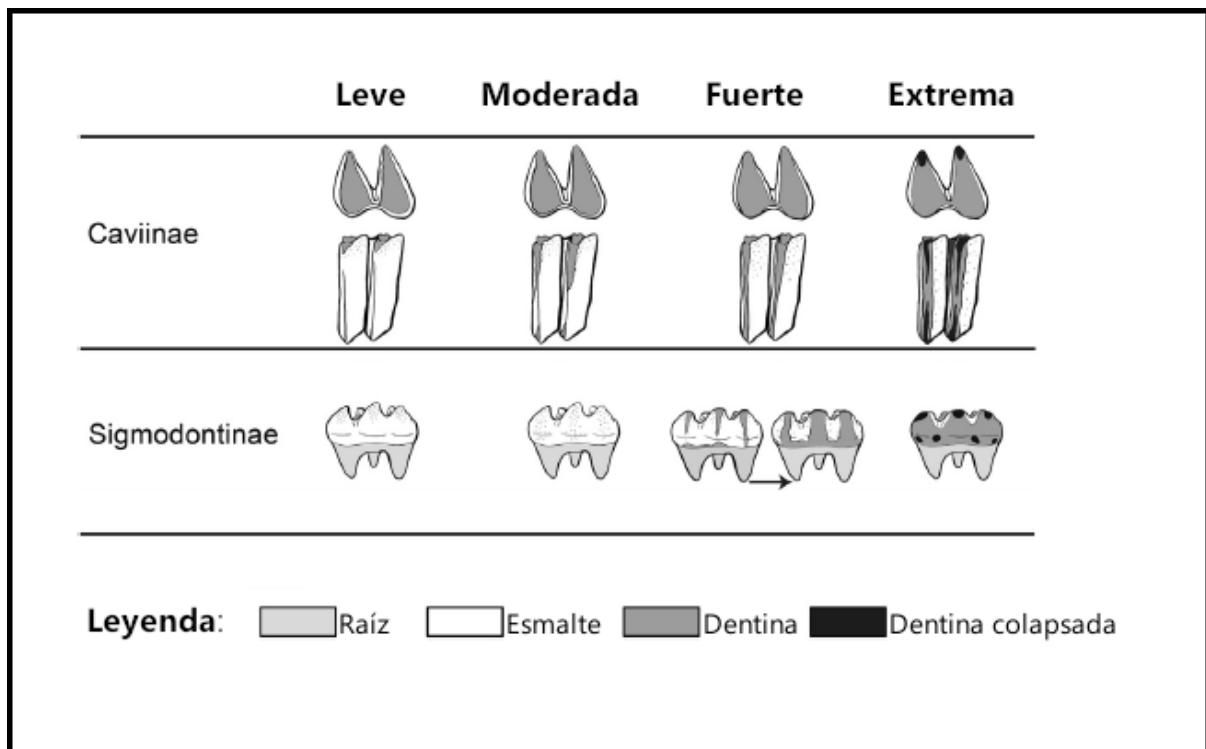 Leve Moderada Fuerte Extrema
Caviinae
Sigmodontinae
Leyenda: Raíz Esmalte Dentina Dentina colapsada